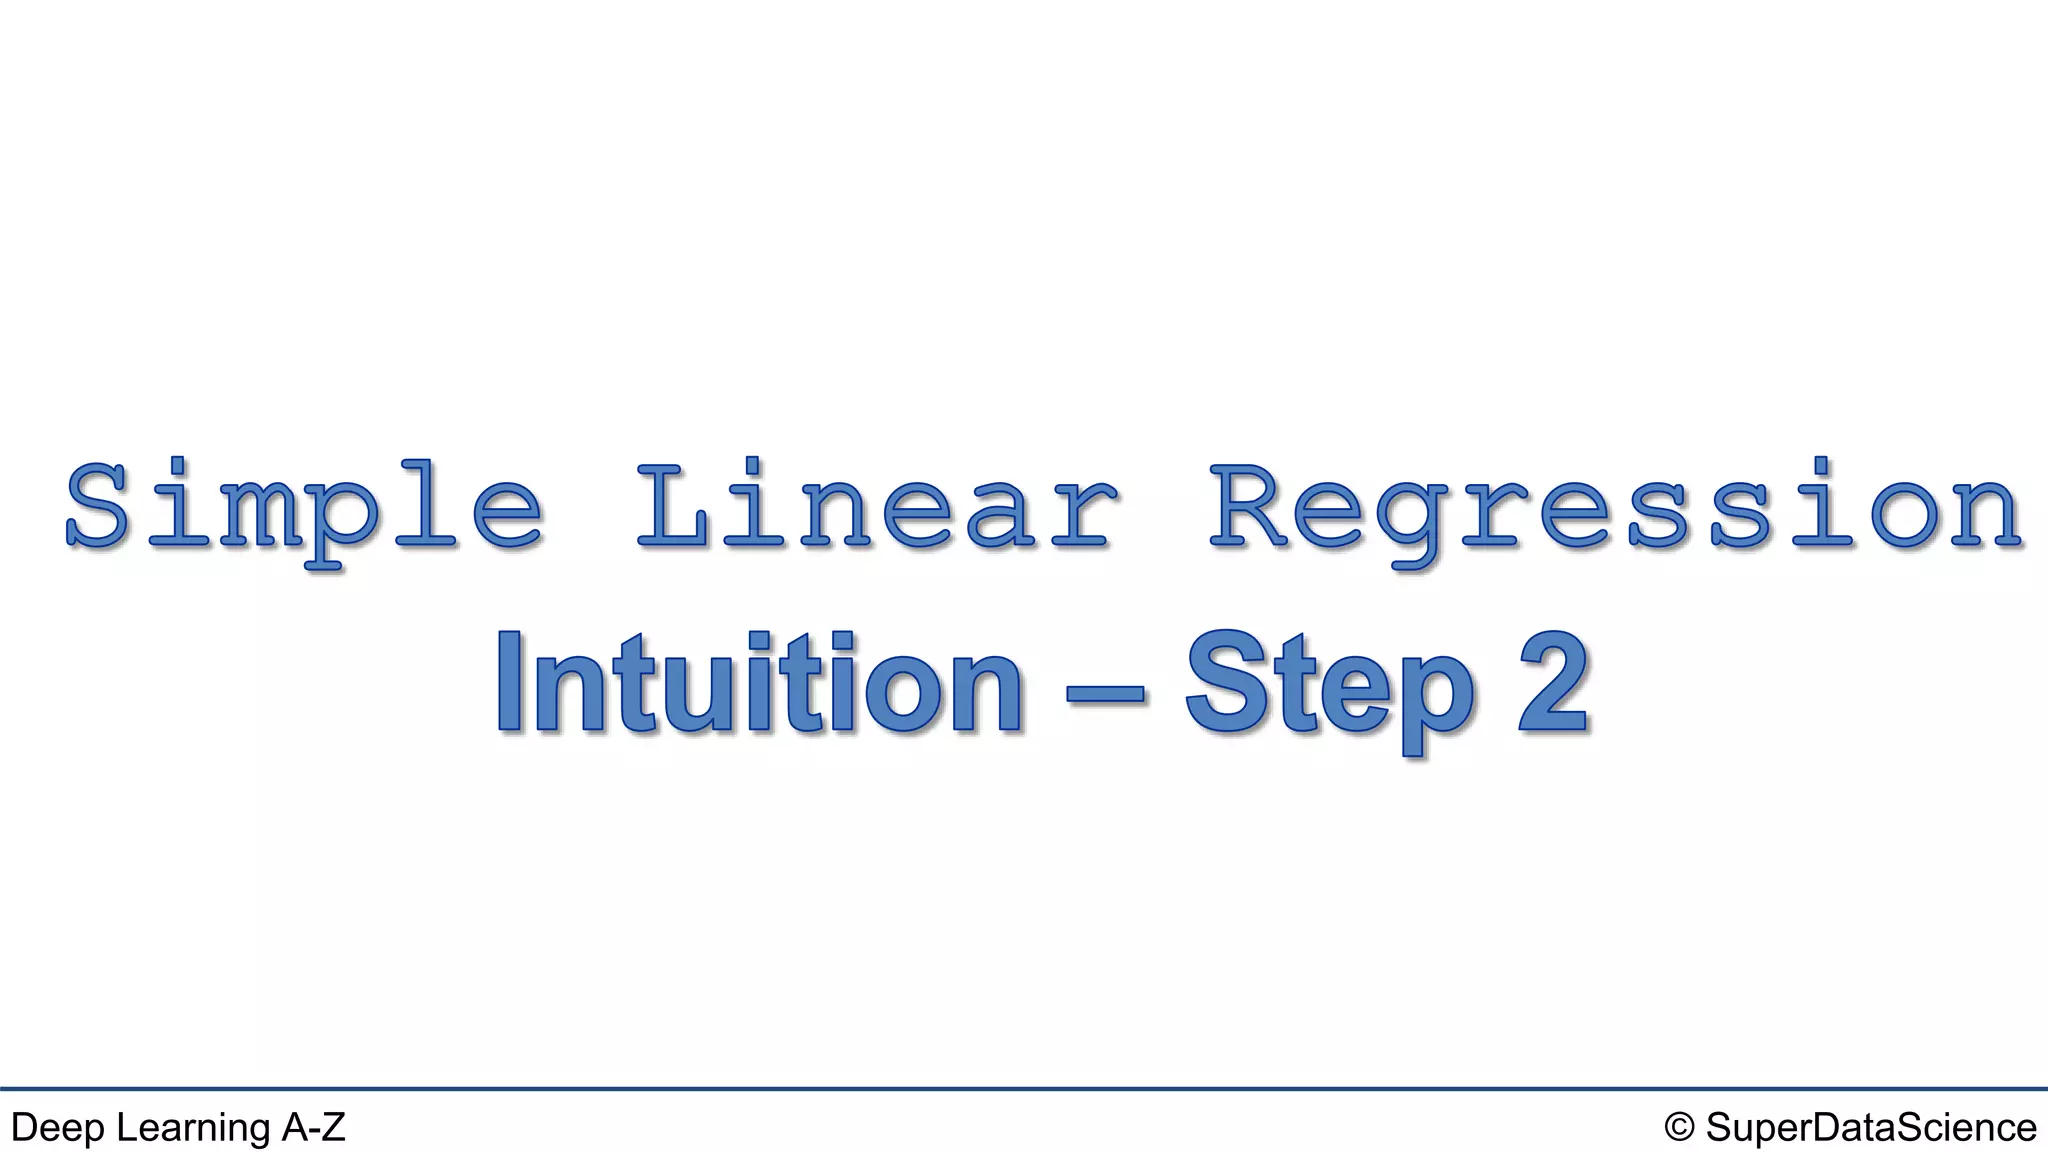 Simple Linear Regression
Intuition – Step 2
Deep Learning A-Z
© SuperDataScience